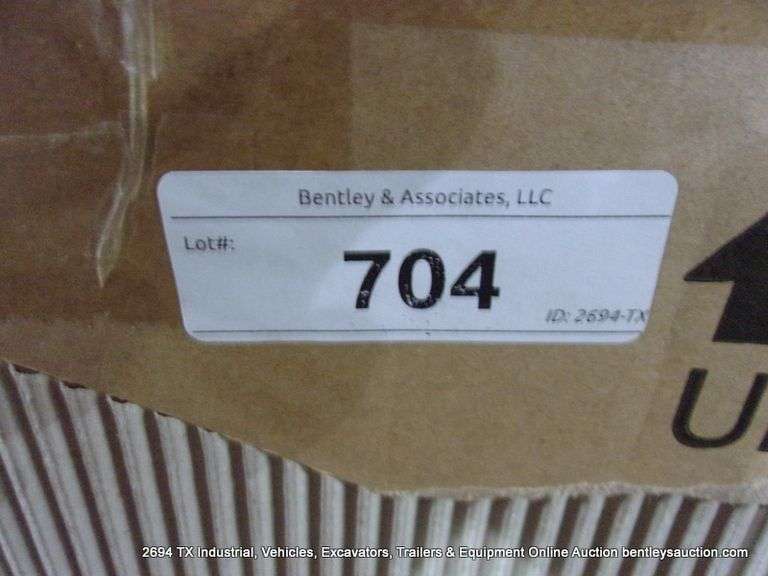 Bentley & Associates, LLC
Lot#:
704
ID: 2694-TX
U
2694 TX Industrial, Vehicles, Excavators, Trailers & Equipment Online Auction bentleysauction.com